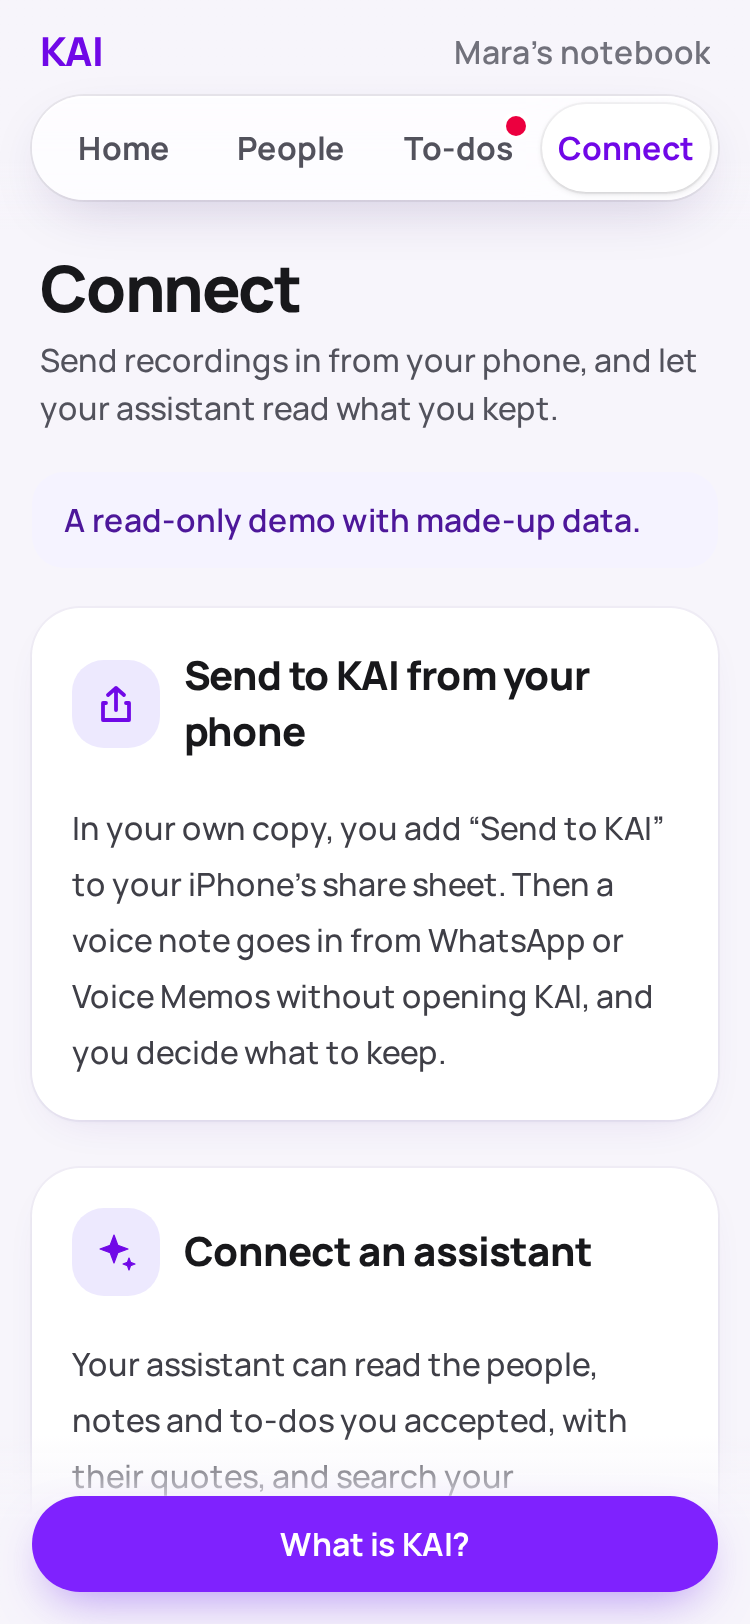 KAI
Mara’s notebook
Home
People
To-dos
Connect
Connect
Send recordings in from your phone, and let
your assistant read what you kept.
A read-only demo with made-up data.
Send to KAI from your
phone
In your own copy, you add “Send to KAI”
to your iPhone’s share sheet. Then a
voice note goes in from WhatsApp or
Voice Memos without opening KAI, and
you decide what to keep.
Connect an assistant
Your assistant can read the people,
notes and to-dos you accepted, with
their quotes, and search your
What is KAI?